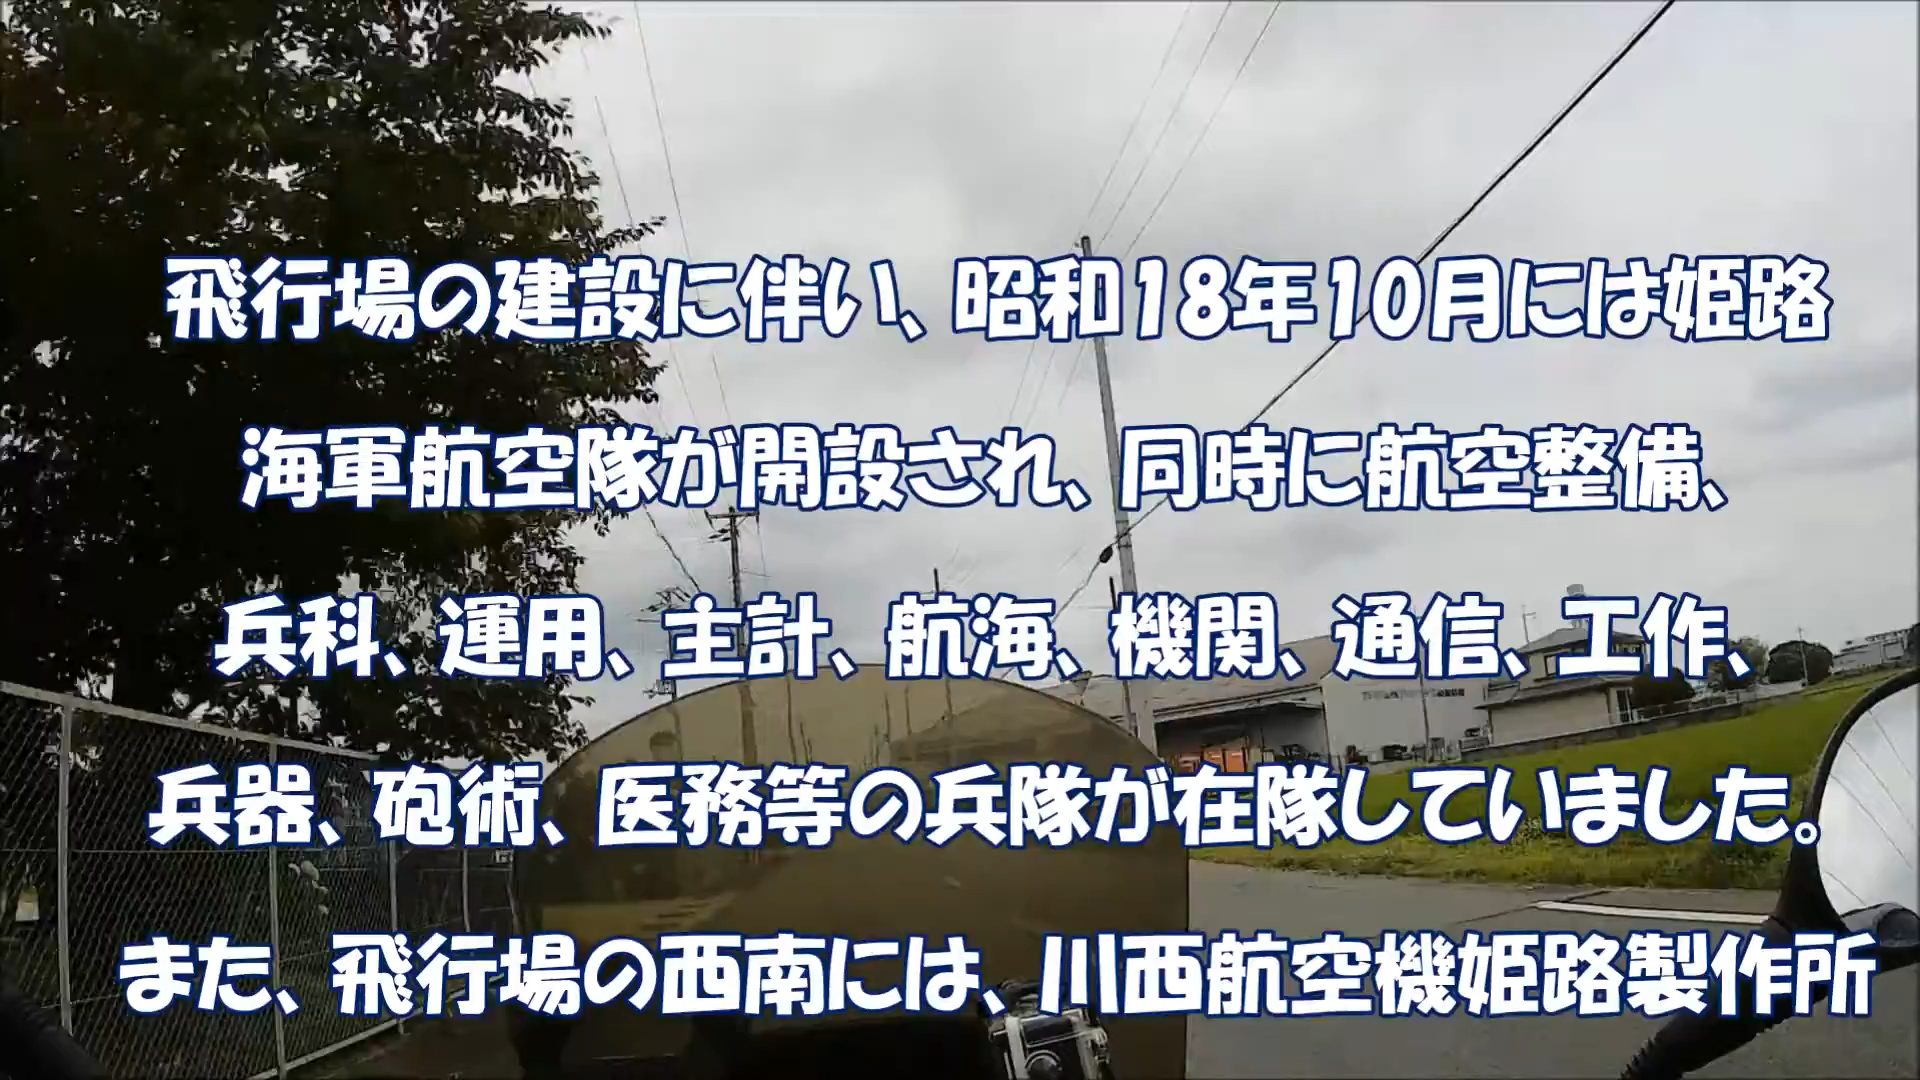 飛行場の建設に伴い、昭和18年10月には姫路
海軍航空隊が開設され、同時に航空整備、
兵科、運用、主計、航海、機関、通信、工作、
兵器、砲術、医務等の兵隊が在隊していました。
また、飛行場の西南には、川西航空機姫路製作所